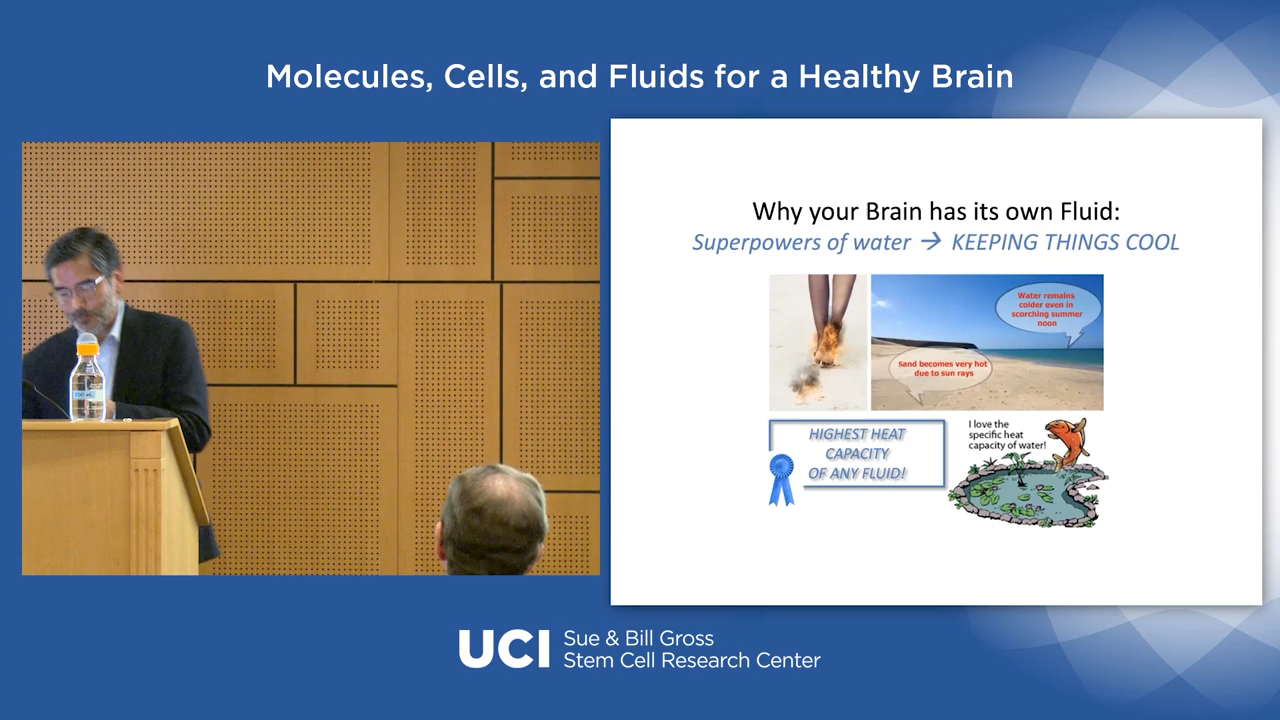 Molecules, Cells, and Fluids for a Healthy Brain
Why your Brain has its own Fluid:
Superpowers of water → KEEPING THINGS COOL
Water remains
colder even in
scorching summer
noon
Sand becomes very hot
due to sun rays
HIGHEST HEAT
CAPACITY
OF ANY FLUID!
I love the
specific heat
capacity of water!
UCI
Sue & Bill Gross
Stem Cell Research Center